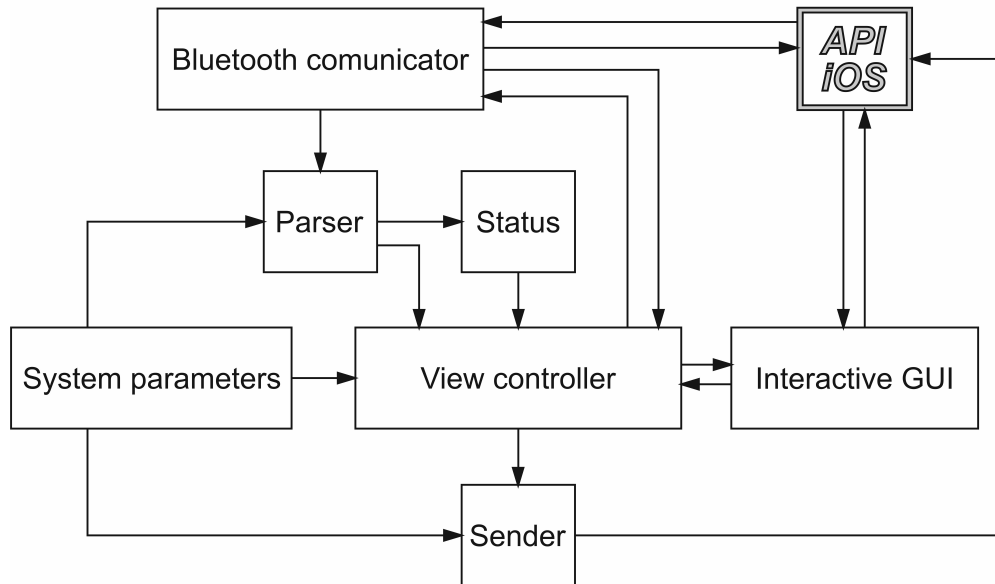 Bluetooth comunicator
API
iOS
Parser
Status
System parameters
View controller
Interactive GUI
Sender